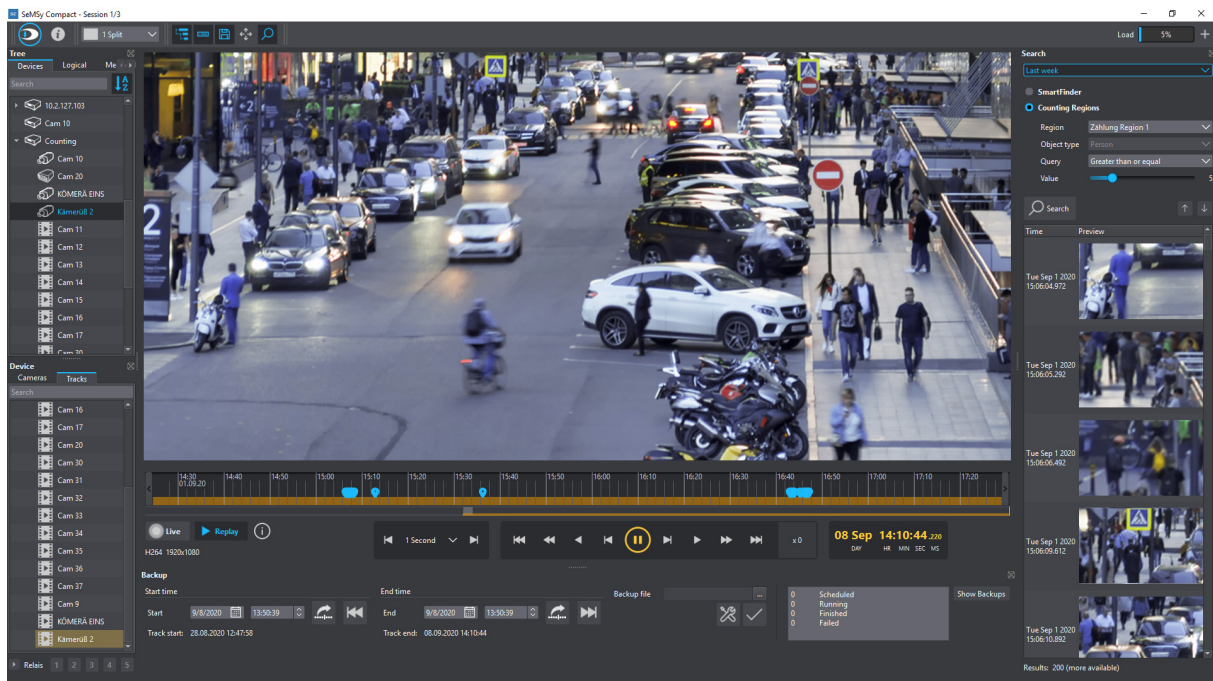 SeMSy Compact - Session 1/3
1 Split
Load 5%
Tree
Devices Logical Me
Search
10.2.127.103
Cam 10
Counting
Cam 10
Cam 20
KÖMERÄ EINS
Kämerüß 2
Cam 11
Cam 12
Cam 13
Cam 14
Cam 15
Cam 16
Cam 17
Cam 30
Device
Cameras Tracks
Search
Cam 16
Cam 17
Cam 20
Cam 30
Cam 31
Cam 32
Cam 33
Cam 34
Cam 35
Cam 36
Cam 37
Cam 9
KÖMERÄ EINS
Kämerüß 2
Relais 1 2 3 4 5
2
14:30 14:40 14:50 15:00 15:10 15:20 15:30 15:40 15:50 16:00 16:10 16:20 16:30 16:40 16:50 17:00 17:10 17:20
01.09.20
Live Replay
H264 1920x1080
1 Second
x 0
08 Sep 14:10:44.220
DAY HR MIN SEC MS
Backup
Start time
Start 9/8/2020 13:50:39
Track start: 28.08.2020 12:47:58
End time
End 9/8/2020 13:50:39
Track end: 08.09.2020 14:10:44
Backup file ...
0 Scheduled
0 Running
0 Finished
0 Failed
Show Backups
Search
Last week
SmartFinder
Counting Regions
Region Zählung Region 1
Object type Person
Query Greater than or equal
Value 5
Search
Time Preview
Tue Sep 1 2020
15:06:04.972
Tue Sep 1 2020
15:06:05.292
Tue Sep 1 2020
15:06:06.492
Tue Sep 1 2020
15:06:09.612
Tue Sep 1 2020
15:06:10.892
Results: 200 (more available)